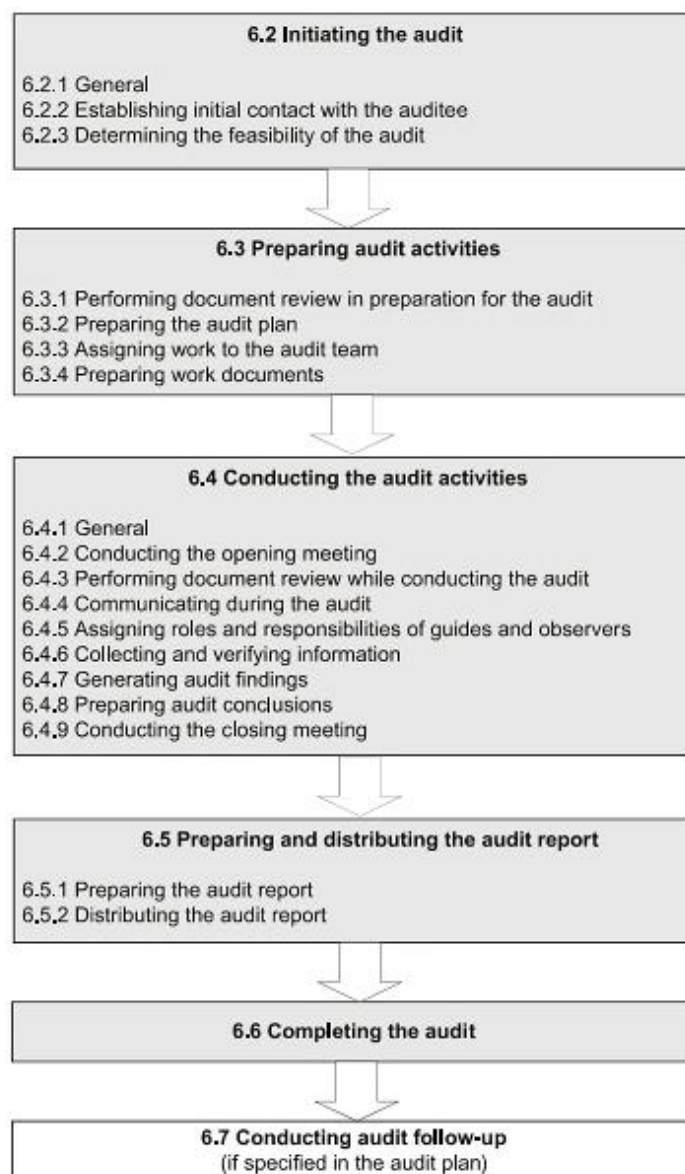 6.2 Initiating the audit
6.2.1 General
6.2.2 Establishing initial contact with the auditee
6.2.3 Determining the feasibility of the audit
6.3 Preparing audit activities
6.3.1 Performing document review in preparation for the audit
6.3.2 Preparing the audit plan
6.3.3 Assigning work to the audit team
6.3.4 Preparing work documents
6.4 Conducting the audit activities
6.4.1 General
6.4.2 Conducting the opening meeting
6.4.3 Performing document review while conducting the audit
6.4.4 Communicating during the audit
6.4.5 Assigning roles and responsibilities of guides and observers
6.4.6 Collecting and verifying information
6.4.7 Generating audit findings
6.4.8 Preparing audit conclusions
6.4.9 Conducting the closing meeting
6.5 Preparing and distributing the audit report
6.5.1 Preparing the audit report
6.5.2 Distributing the audit report
6.6 Completing the audit
6.7 Conducting audit follow-up
(if specified in the audit plan)